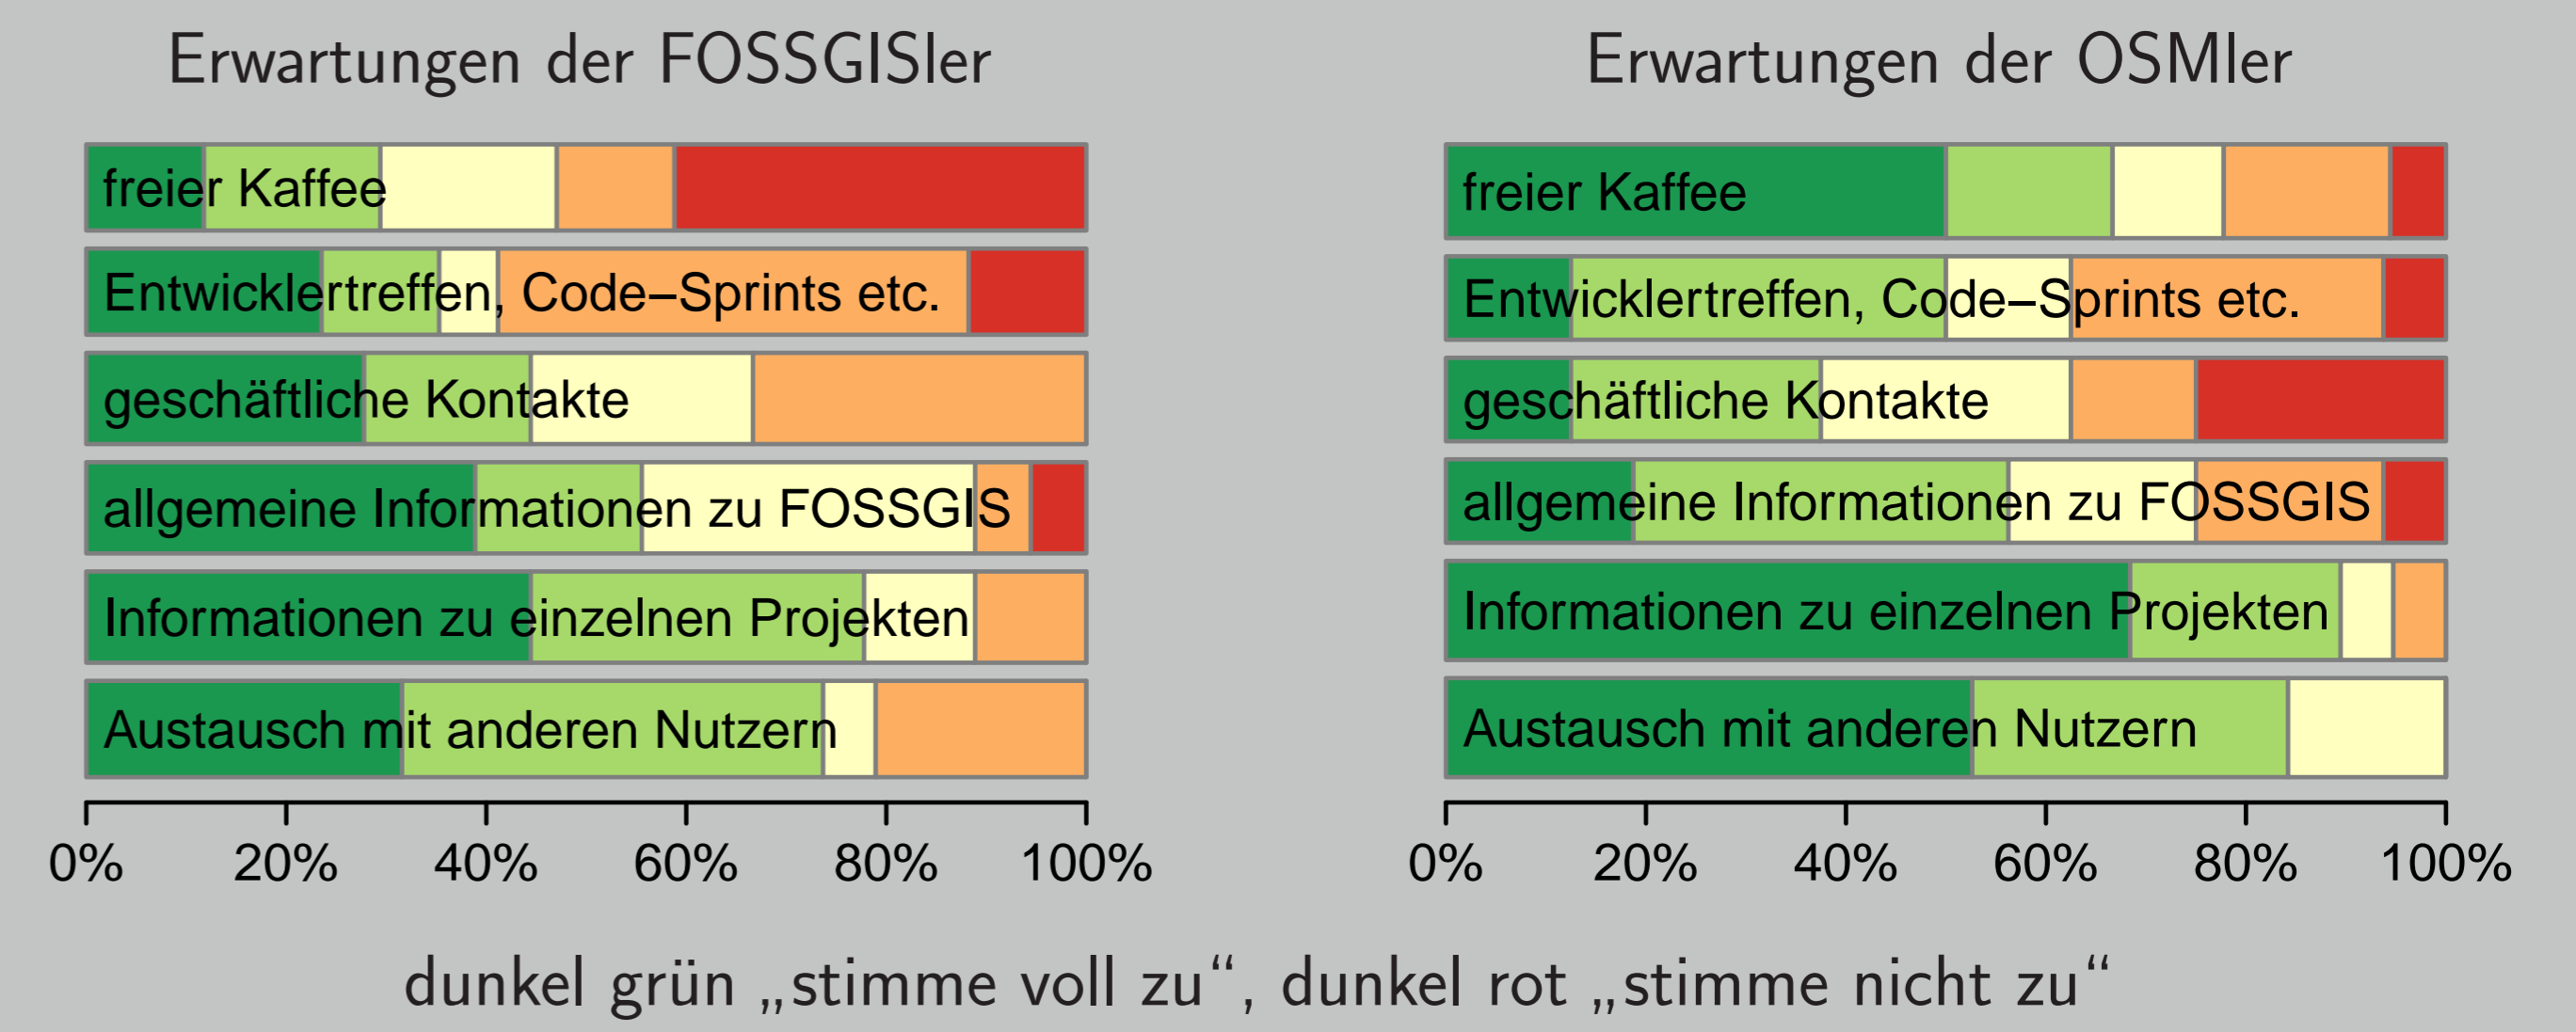 Erwartungen der FOSSGISler
freier Kaffee
Entwicklertreffen, Code–Sprints etc.
geschäftliche Kontakte
allgemeine Informationen zu FOSSGIS
Informationen zu einzelnen Projekten
Austausch mit anderen Nutzern
0% 20% 40% 60% 80% 100%
Erwartungen der OSMler
freier Kaffee
Entwicklertreffen, Code–Sprints etc.
geschäftliche Kontakte
allgemeine Informationen zu FOSSGIS
Informationen zu einzelnen Projekten
Austausch mit anderen Nutzern
0% 20% 40% 60% 80% 100%
dunkel grün „stimme voll zu“, dunkel rot „stimme nicht zu“